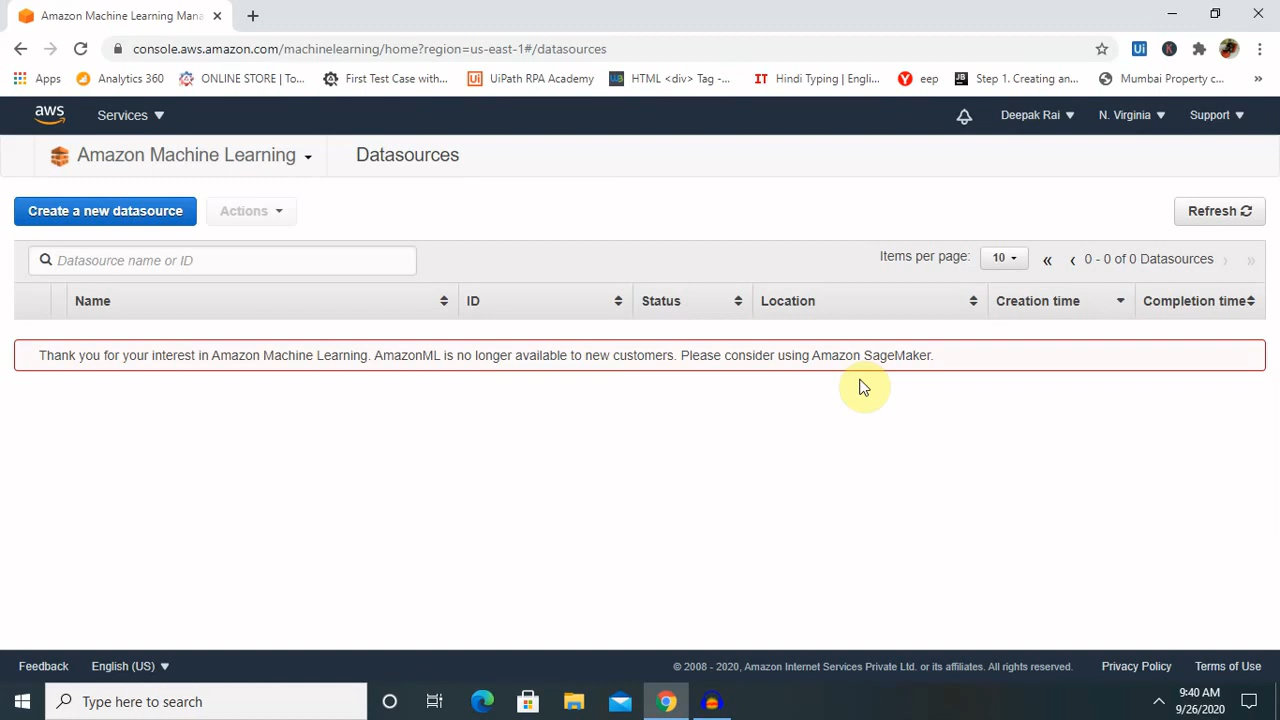 Amazon Machine Learning Mana
console.aws.amazon.com/machinelearning/home?region=us-east-1#/datasources
Ui
K
Apps
Analytics 360
ONLINE STORE | To...
First Test Case with...
UiPath RPA Academy
HTML <div> Tag -...
IT Hindi Typing | Engli...
Y eep
JB Step 1. Creating an...
Mumbai Property c...
»
aws
Services
Deepak Rai
N. Virginia
Support
Amazon Machine Learning
Datasources
Create a new datasource
Actions
Refresh
Datasource name or ID
Items per page:
10
« ‹ 0 - 0 of 0 Datasources › »
Name
ID
Status
Location
Creation time
Completion time
Thank you for your interest in Amazon Machine Learning. AmazonML is no longer available to new customers. Please consider using Amazon SageMaker.
Feedback
English (US)
© 2008 - 2020, Amazon Internet Services Private Ltd. or its affiliates. All rights reserved.
Privacy Policy
Terms of Use
Type here to search
9:40 AM
9/26/2020